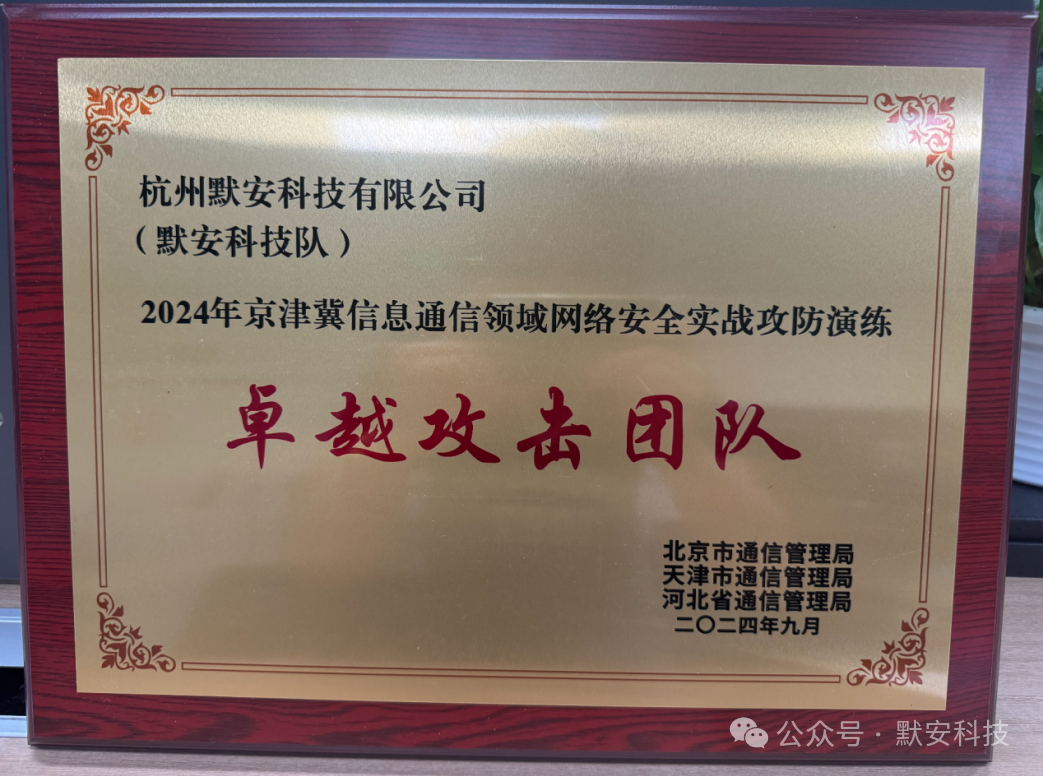 杭州默安科技有限公司
（默安科技队）
2024年京津冀信息通信领域网络安全实战攻防演练
卓越攻击团队
北京市通信管理局
天津市通信管理局
河北省通信管理局
二〇二四年九月
公众号·默安科技